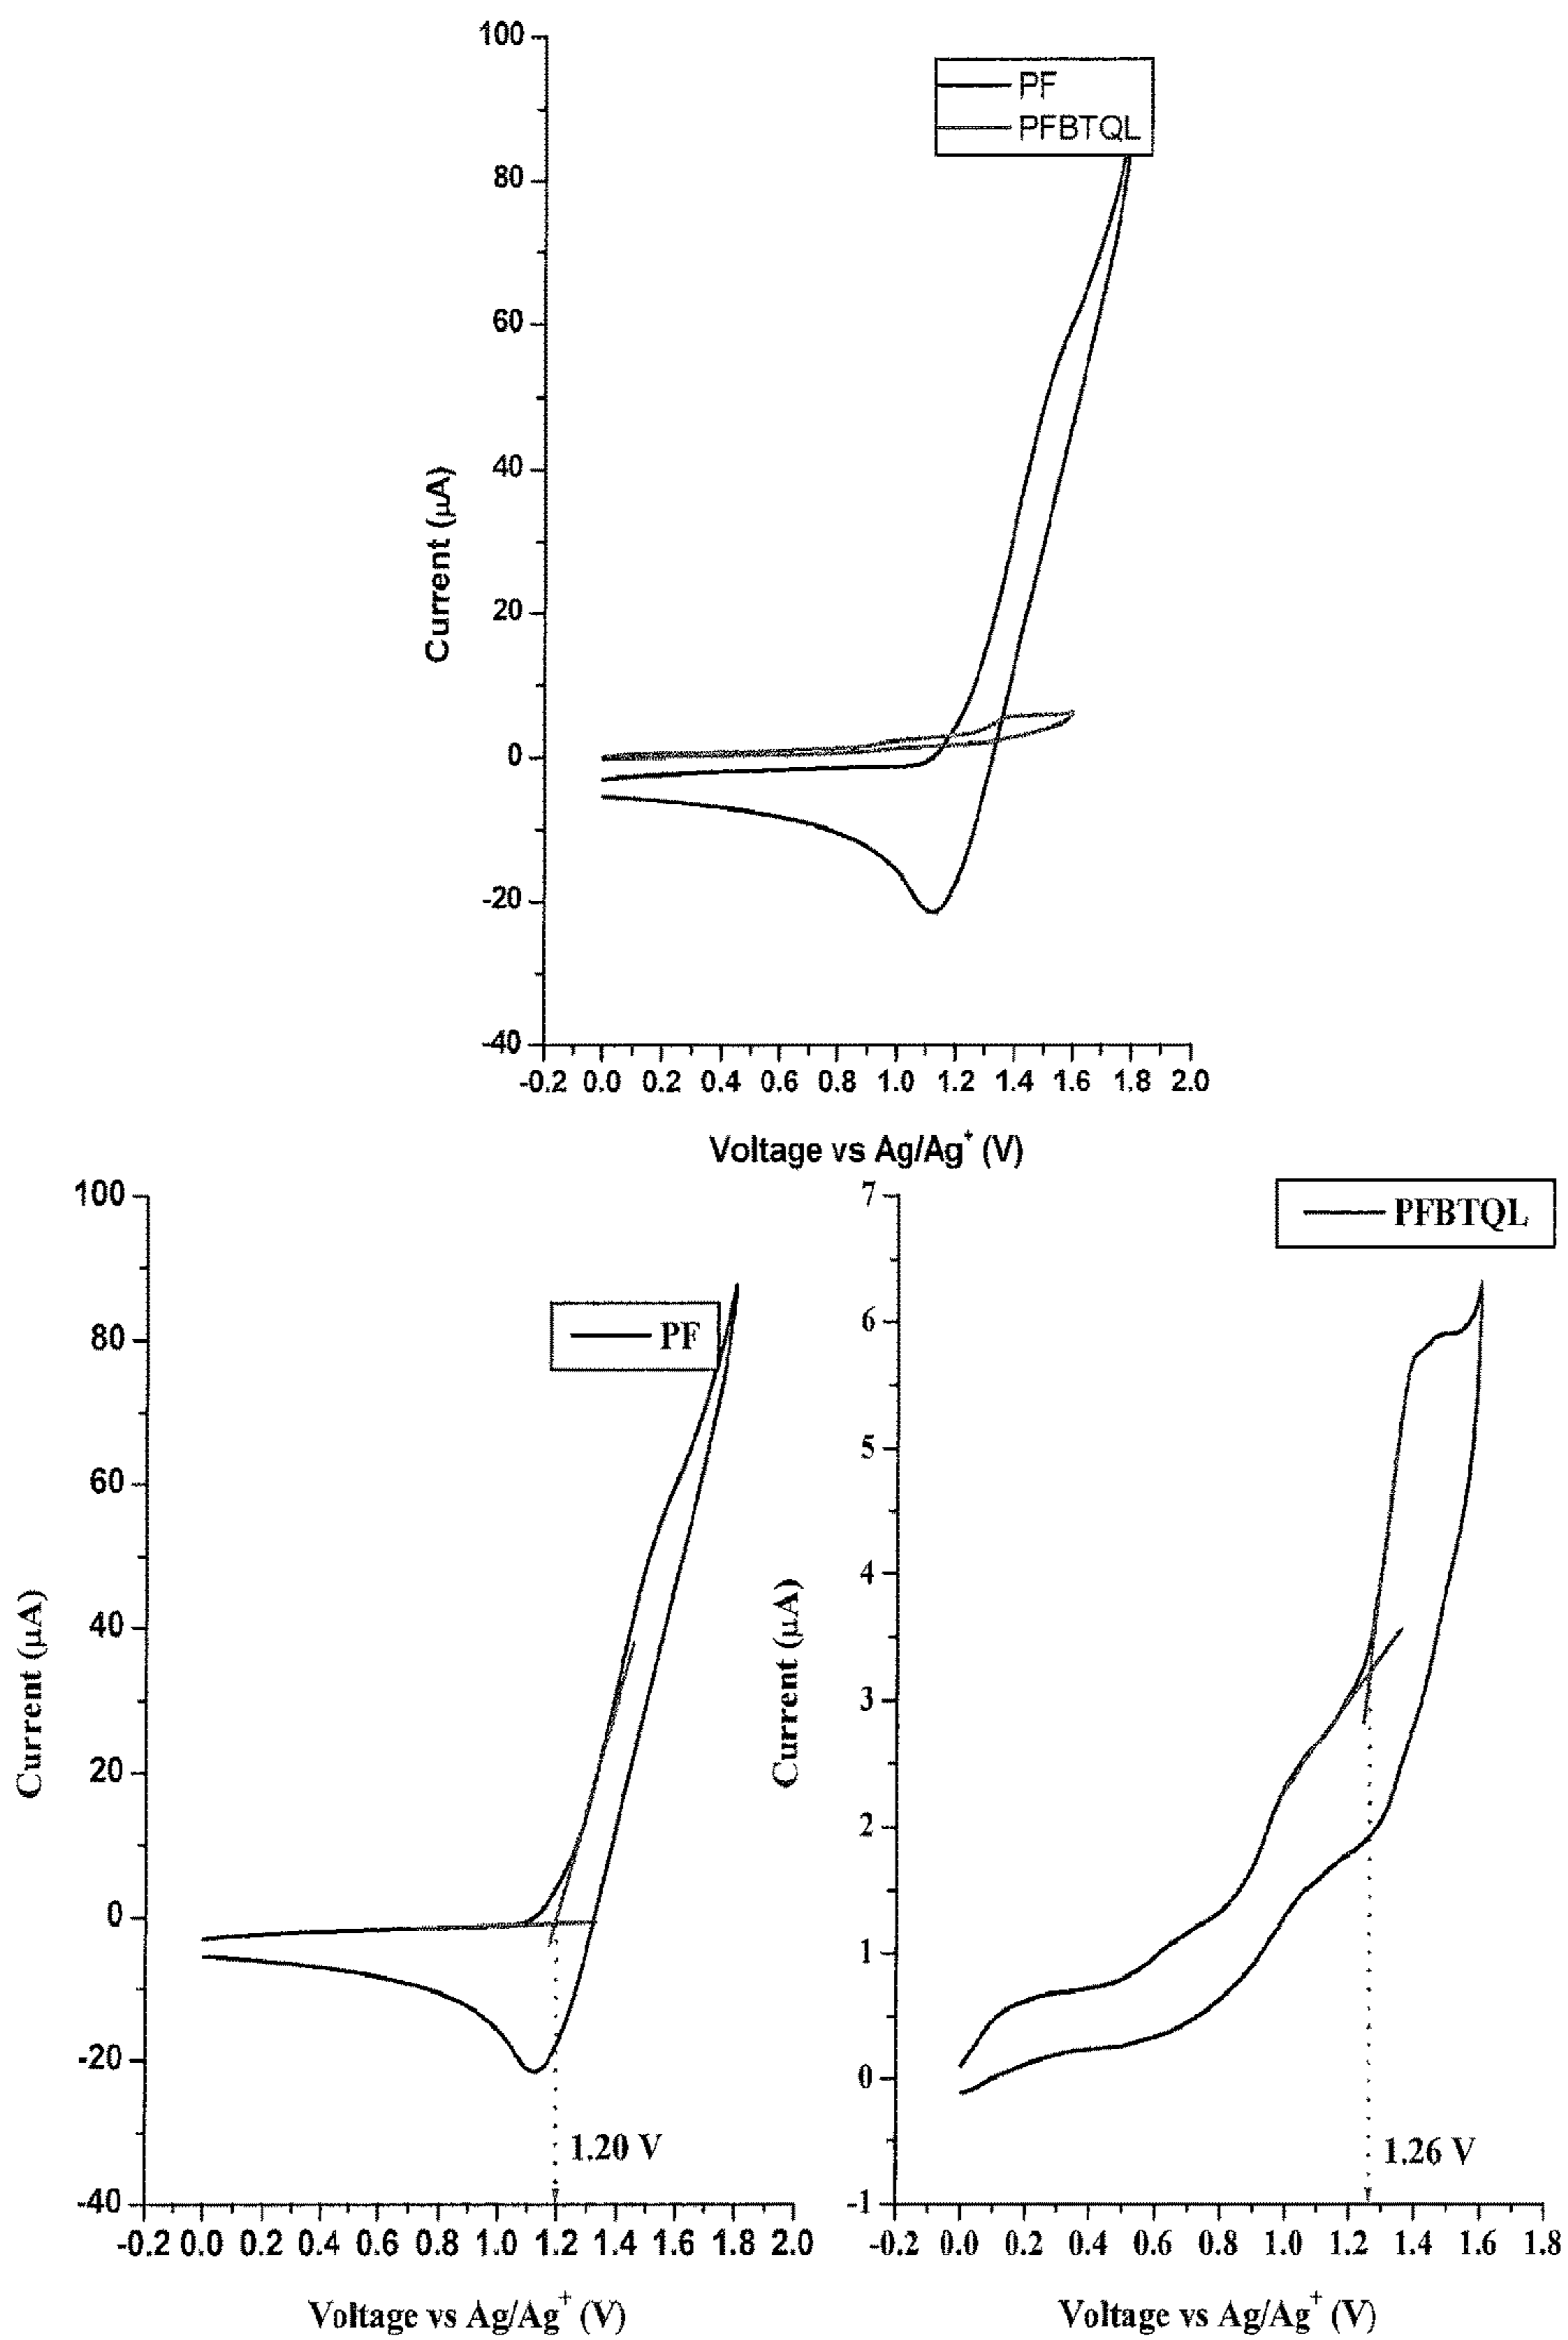 100
80
60
40
20
0
-20
-40
Current (μA)
PF
PFBTQL
-0.2 0.0 0.2 0.4 0.6 0.8 1.0 1.2 1.4 1.6 1.8 2.0
Voltage vs Ag/Ag⁺ (V)
100
80
60
40
20
0
-20
-40
Current (μA)
PF
1.20 V
-0.2 0.0 0.2 0.4 0.6 0.8 1.0 1.2 1.4 1.6 1.8 2.0
Voltage vs Ag/Ag⁺ (V)
7
6
5
4
3
2
1
0
-1
Current (μA)
PFBTQL
1.26 V
-0.2 0.0 0.2 0.4 0.6 0.8 1.0 1.2 1.4 1.6 1.8
Voltage vs Ag/Ag⁺ (V)